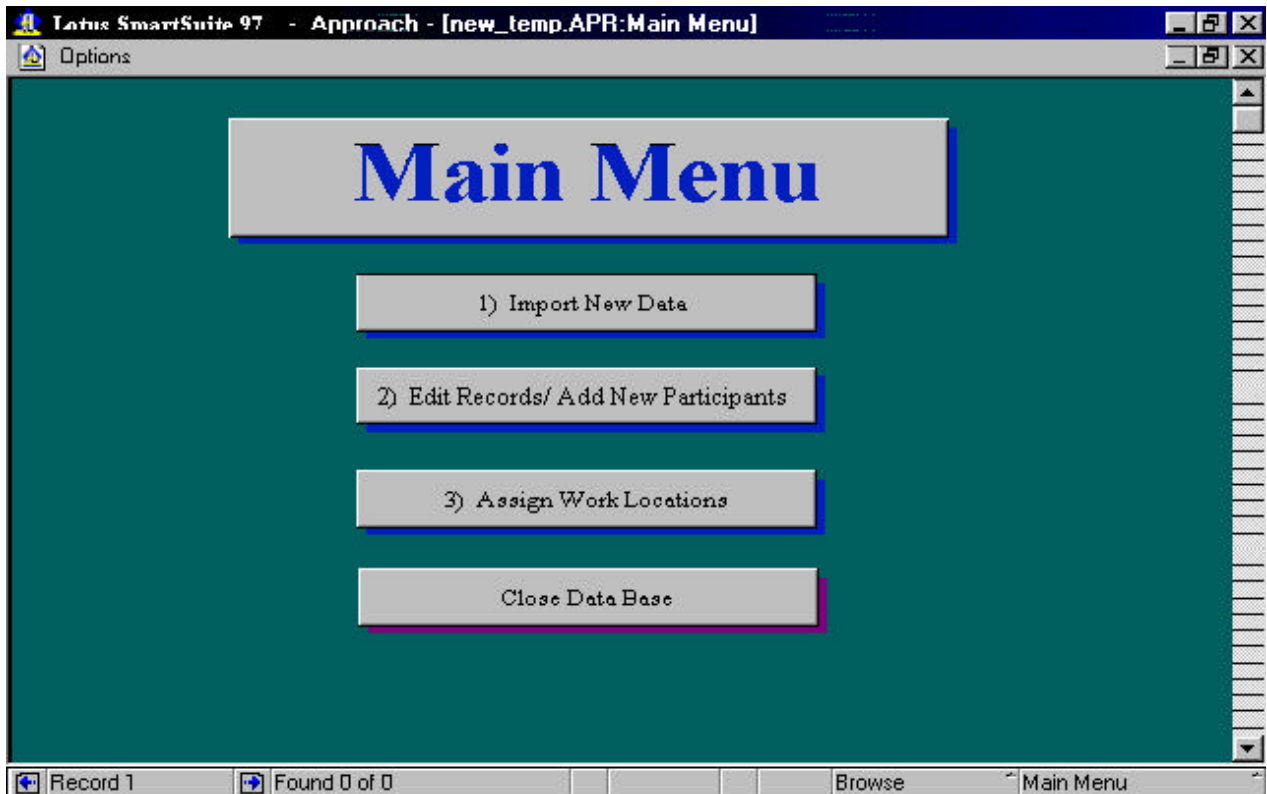 Lotus SmartSuite 97 - Approach - [new_temp.APR:Main Menu]
Options
Main Menu
1) Import New Data
2) Edit Records/ Add New Participants
3) Assign Work Locations
Close Data Base
Record 1 Found 0 of 0 Browse Main Menu